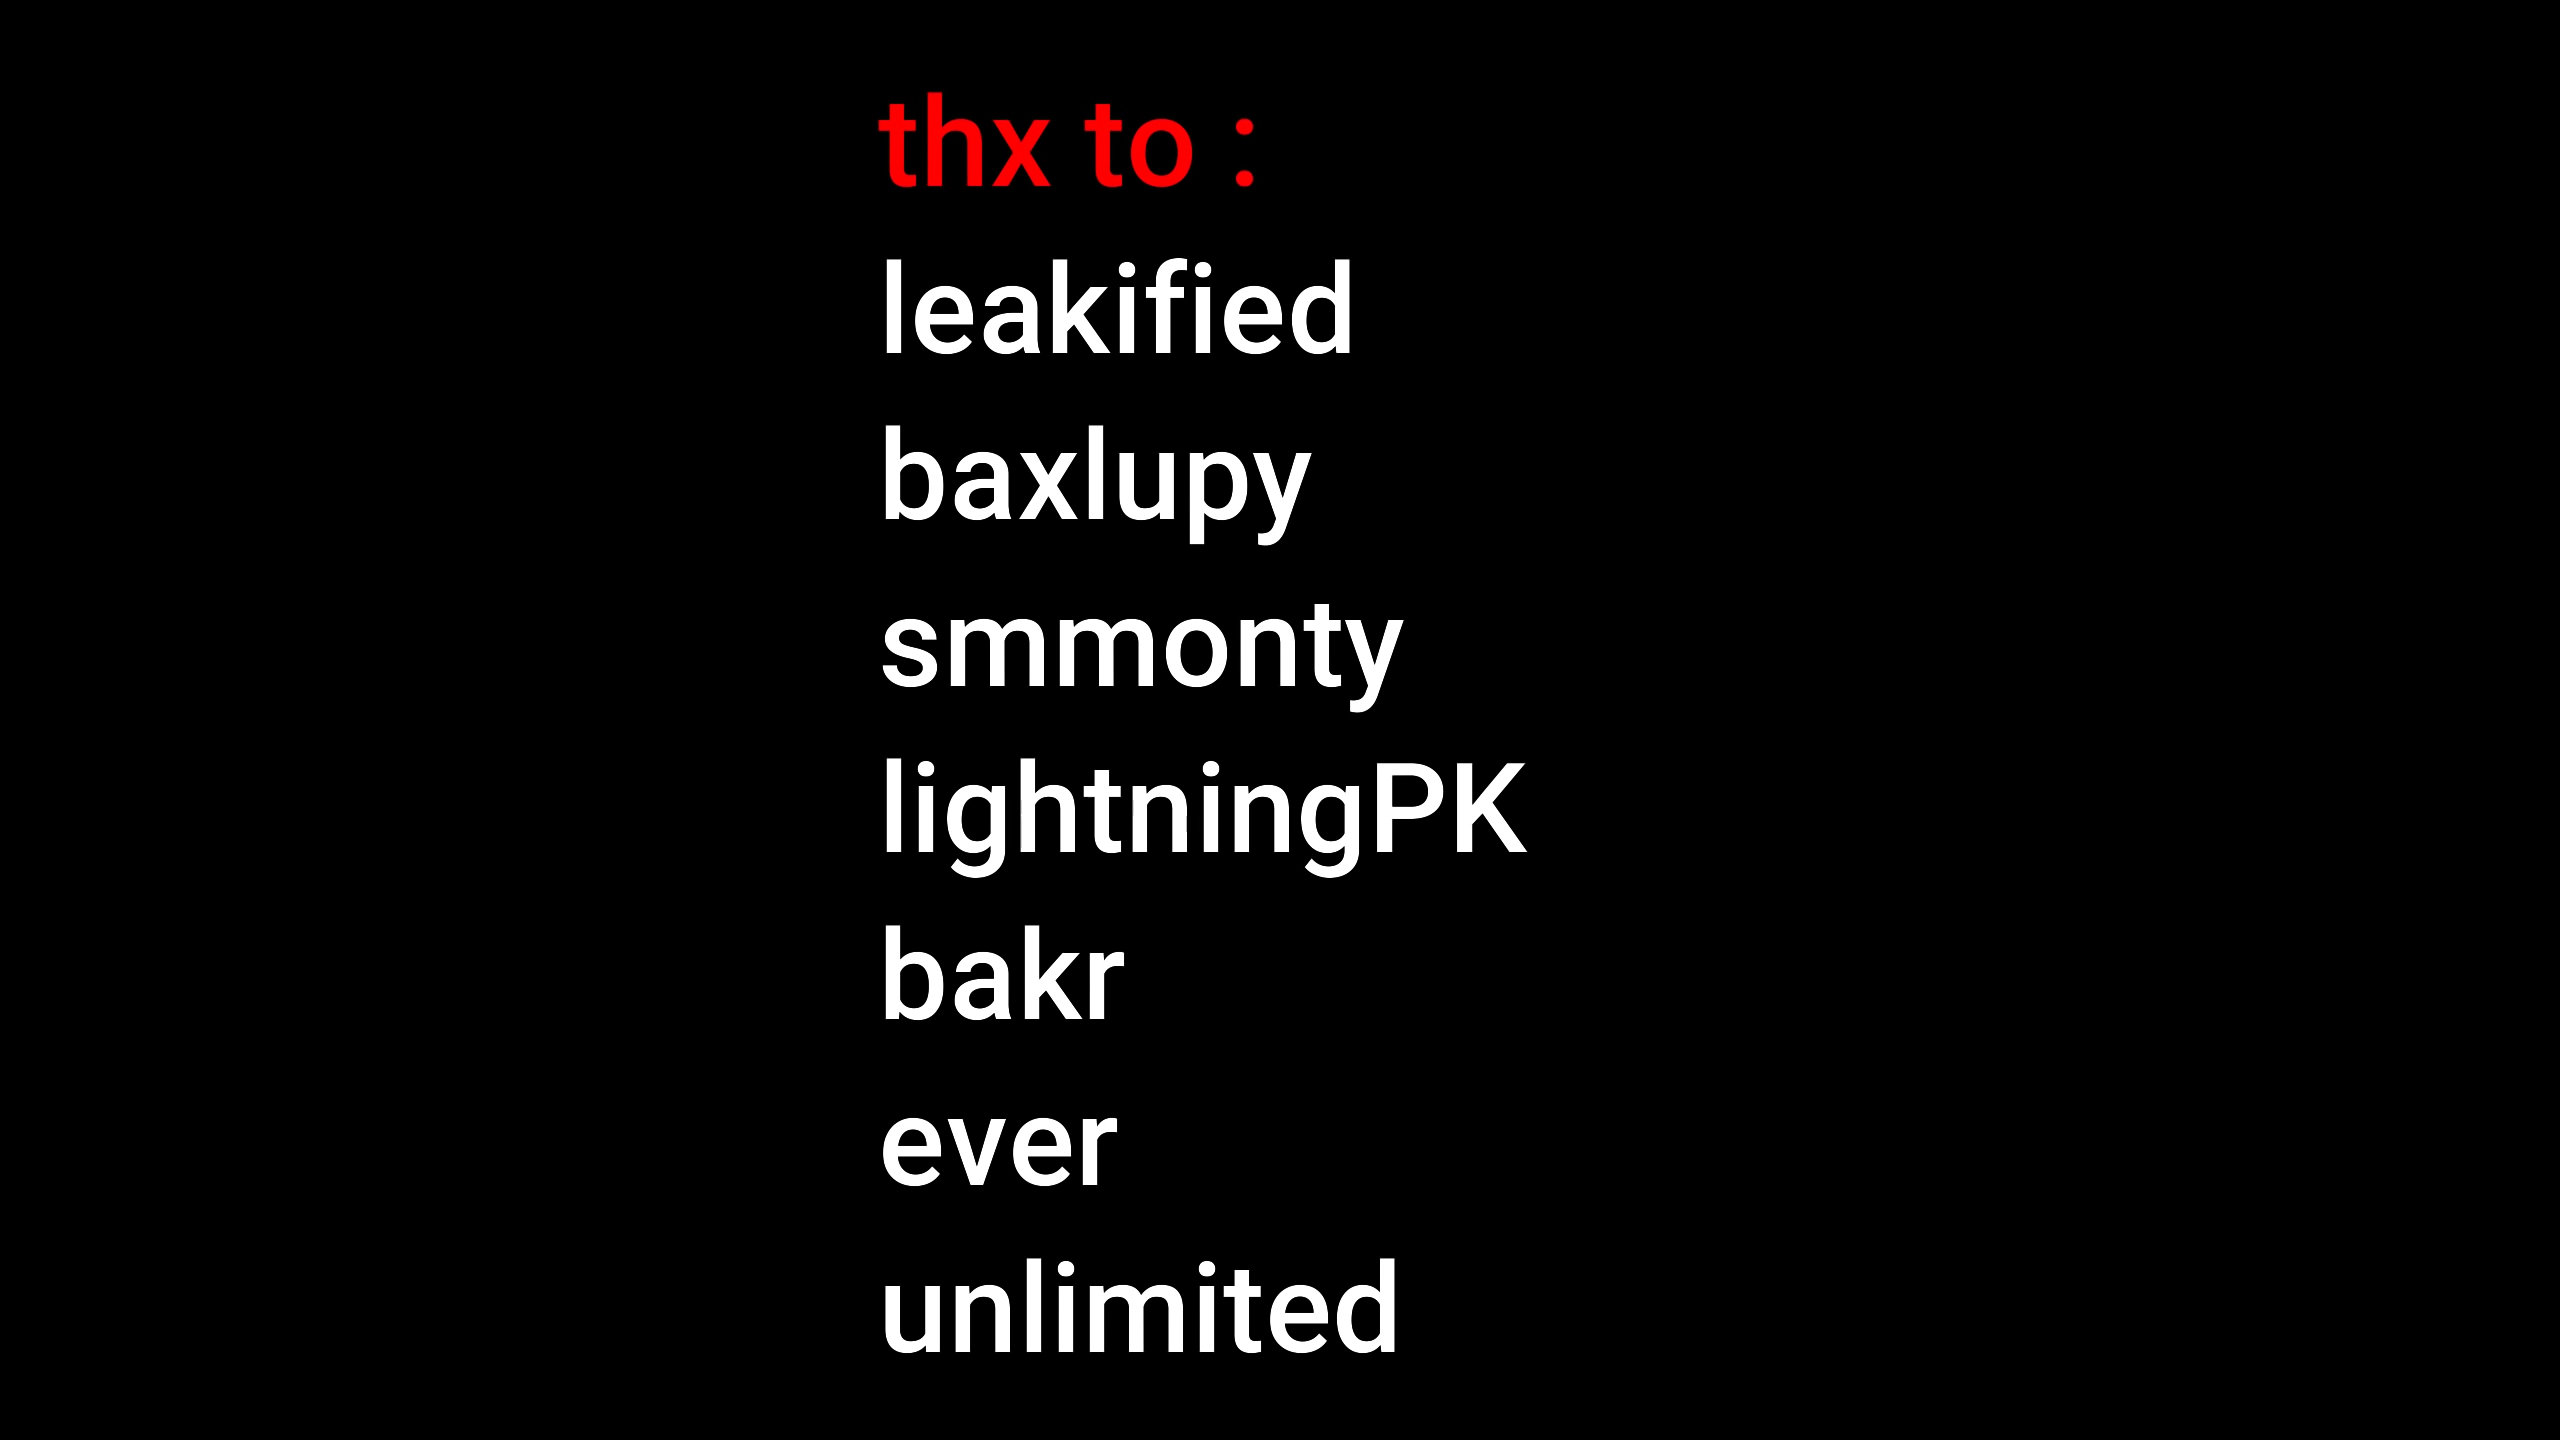 thx to :
leakified
baxlupy
smmonty
lightningPK
bakr
ever
unlimited